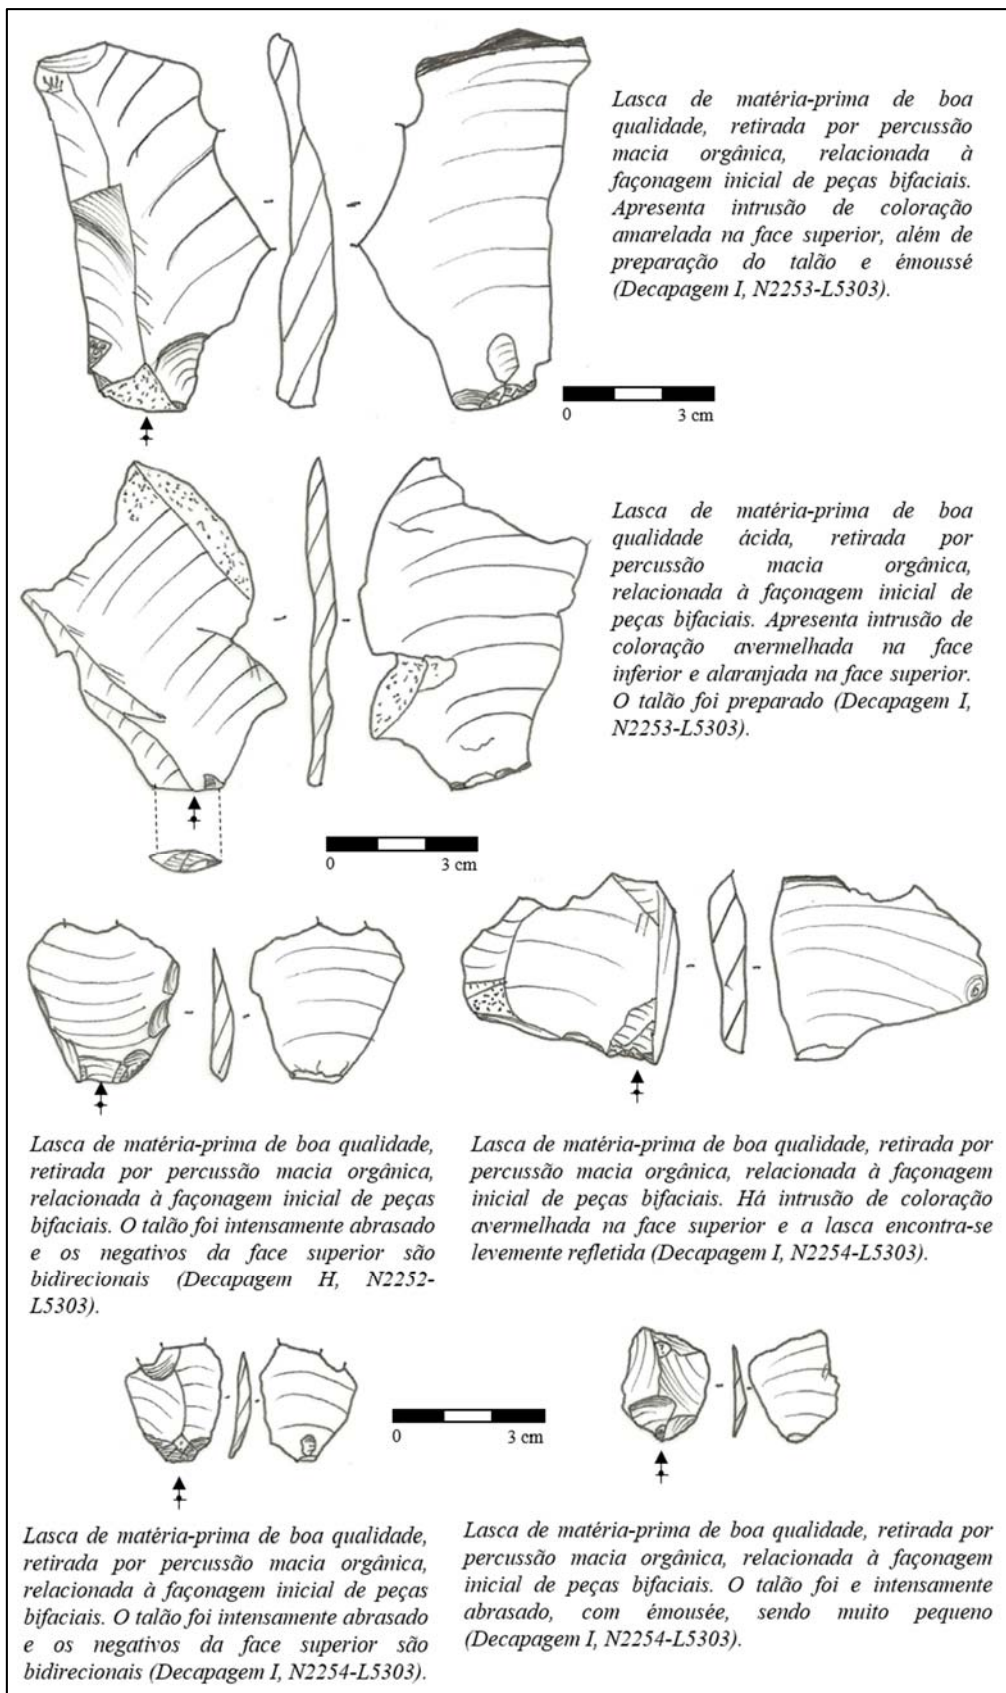 Lasca de matéria-prima de boa
qualidade, retirada por percussão
macia orgânica, relacionada à
façonagem inicial de peças bifaciais.
Apresenta intrusão de coloração
amarelada na face superior, além de
preparação do talão e émoussé
(Decapagem I, N2253-L5303).
0 3 cm
Lasca de matéria-prima de boa
qualidade ácida, retirada por
percussão macia orgânica,
relacionada à façonagem inicial de
peças bifaciais. Apresenta intrusão de
coloração avermelhada na face
inferior e alaranjada na face superior.
O talão foi preparado (Decapagem I,
N2253-L5303).
0 3 cm
Lasca de matéria-prima de boa qualidade,
retirada por percussão macia orgânica,
relacionada à façonagem inicial de peças
bifaciais. O talão foi intensamente abrasado
e os negativos da face superior são
bidirecionais (Decapagem H, N2252-
L5303).
Lasca de matéria-prima de boa qualidade, retirada por
percussão macia orgânica, relacionada à façonagem
inicial de peças bifaciais. Há intrusão de coloração
avermelhada na face superior e a lasca encontra-se
levemente refletida (Decapagem I, N2254-L5303).
0 3 cm
Lasca de matéria-prima de boa qualidade,
retirada por percussão macia orgânica,
relacionada à façonagem inicial de peças
bifaciais. O talão foi intensamente abrasado
e os negativos da face superior são
bidirecionais (Decapagem I, N2254-L5303).
Lasca de matéria-prima de boa qualidade, retirada por
percussão macia orgânica, relacionada à façonagem
inicial de peças bifaciais. O talão foi e intensamente
abrasado, com émousée, sendo muito pequeno
(Decapagem I, N2254-L5303).